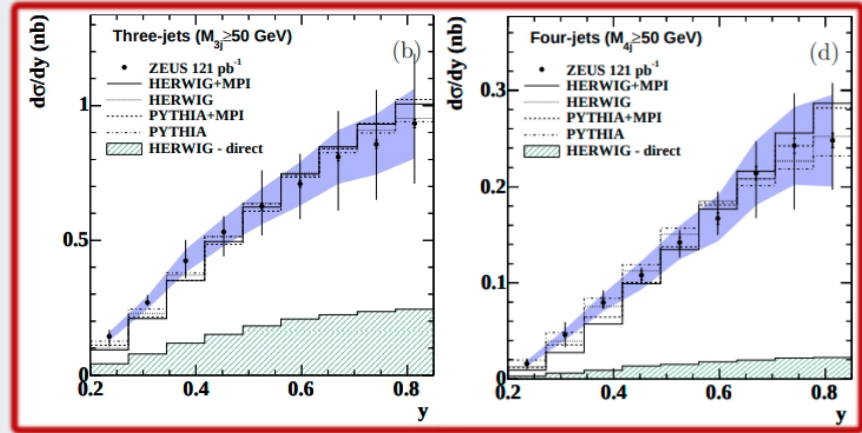 dσ/dy (nb)
Three-jets (M3j≥50 GeV)
(b)
ZEUS 121 pb-1
HERWIG+MPI
HERWIG
PYTHIA+MPI
PYTHIA
HERWIG - direct
1
0.5
0
0.2 0.4 0.6 0.8
y
dσ/dy (nb)
Four-jets (M4j≥50 GeV)
(d)
ZEUS 121 pb-1
HERWIG+MPI
HERWIG
PYTHIA+MPI
PYTHIA
HERWIG - direct
0.3
0.2
0.1
0
0.2 0.4 0.6 0.8
y